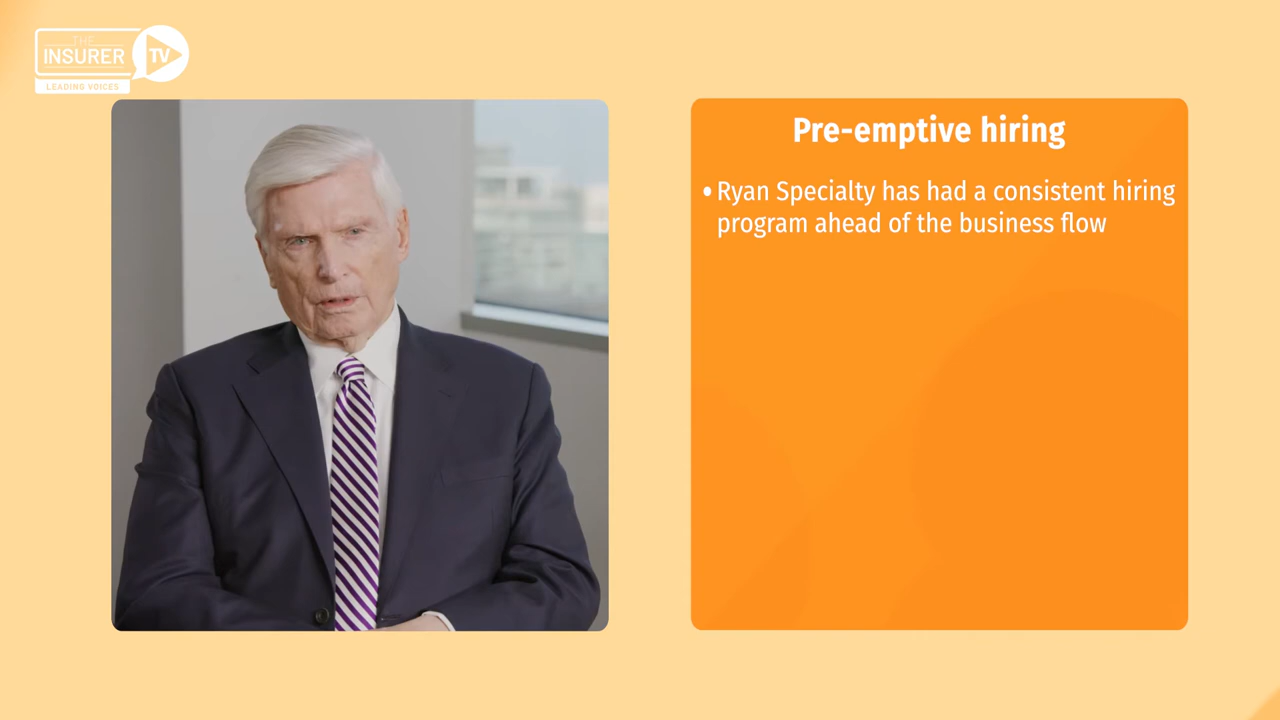 THE
INSURER
TV
LEADING VOICES
Pre-emptive hiring
• Ryan Specialty has had a consistent hiring
program ahead of the business flow